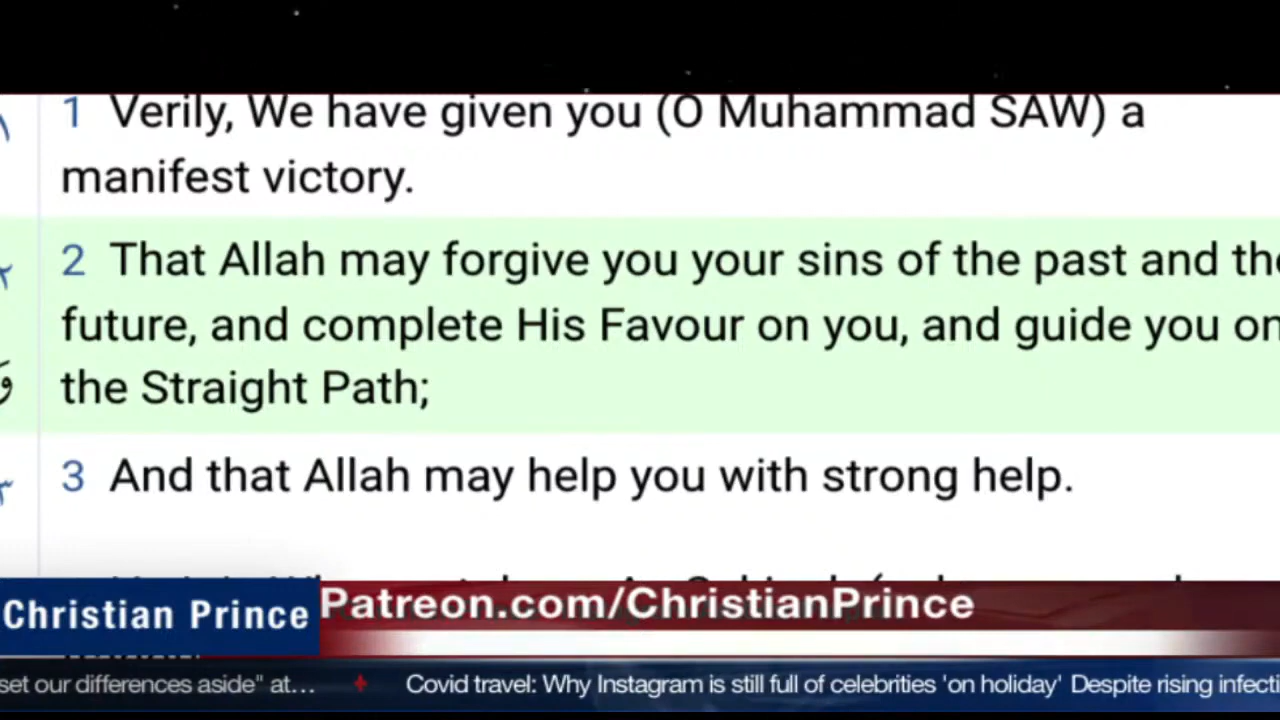 1 Verily, We have given you (O Muhammad SAW) a
manifest victory.
2 That Allah may forgive you your sins of the past and the
future, and complete His Favour on you, and guide you on
the Straight Path;
3 And that Allah may help you with strong help.
Christian Prince
Patreon.com/ChristianPrince
set our differences aside" at… Covid travel: Why Instagram is still full of celebrities 'on holiday' Despite rising infecti